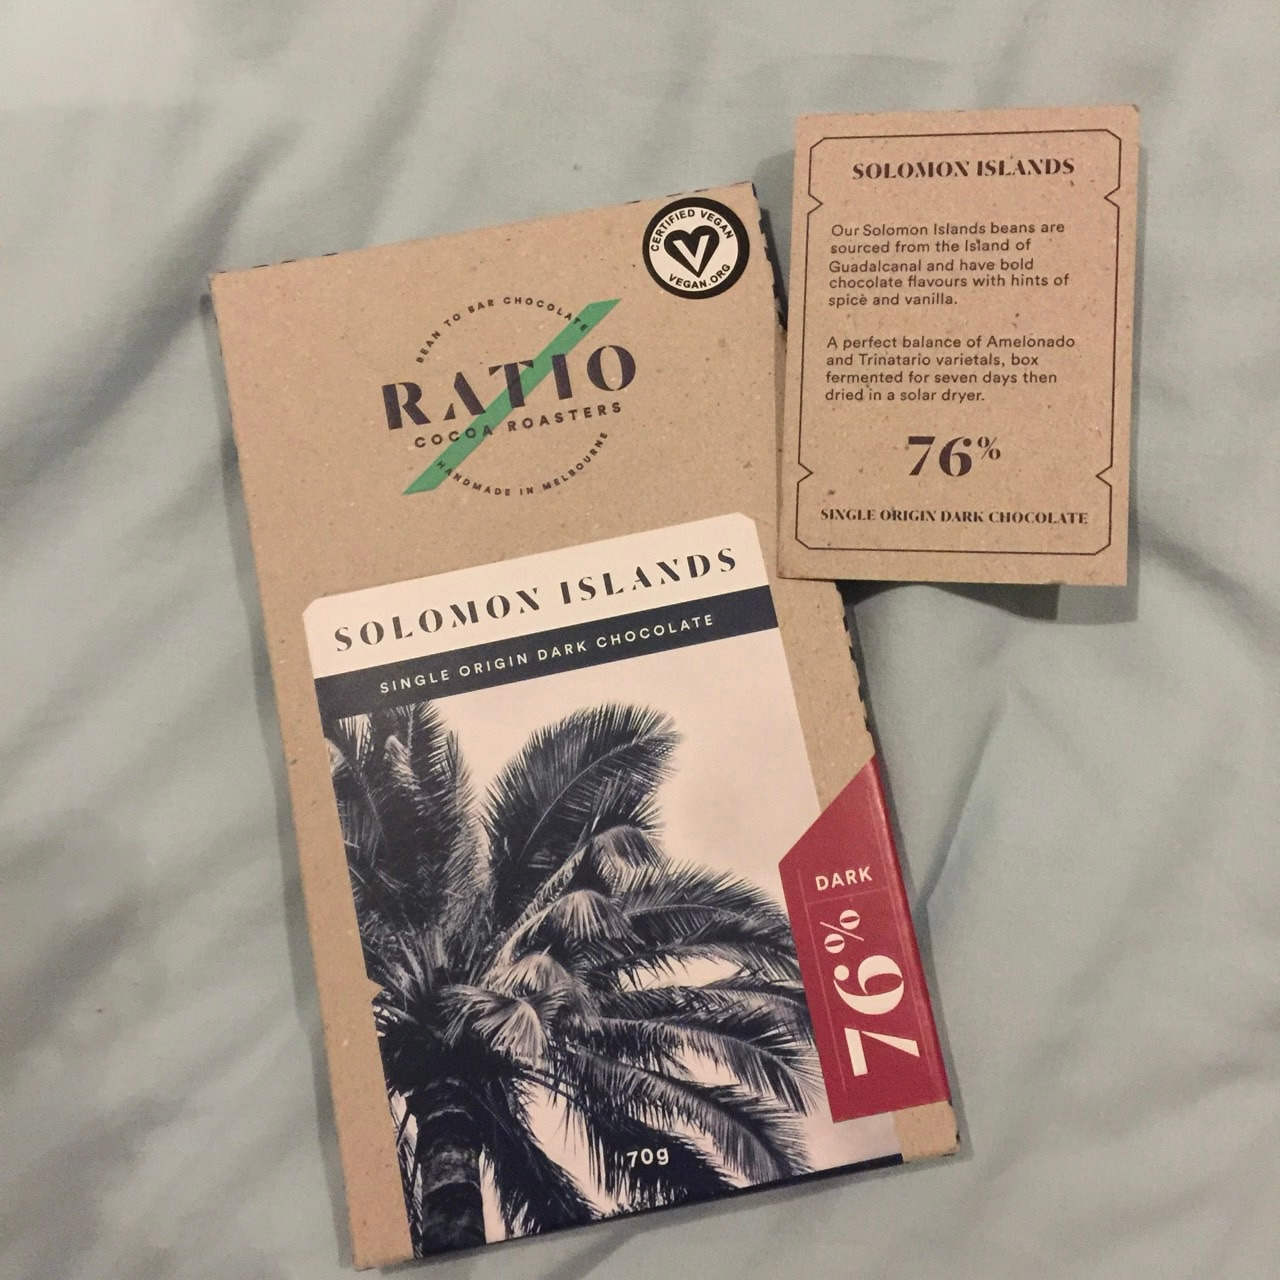 CERTIFIED VEGAN
VEGAN.ORG
BEAN TO BAR CHOCOLATE
RATIO
COCOA ROASTERS
HANDMADE IN MELBOURNE
SOLOMON ISLANDS
SINGLE ORIGIN DARK CHOCOLATE
DARK
76%
70g
SOLOMON ISLANDS
Our Solomon Islands beans are
sourced from the Island of
Guadalcanal and have bold
chocolate flavours with hints of
spice and vanilla.
A perfect balance of Amelonado
and Trinatario varietals, box
fermented for seven days then
dried in a solar dryer.
76%
SINGLE ORIGIN DARK CHOCOLATE